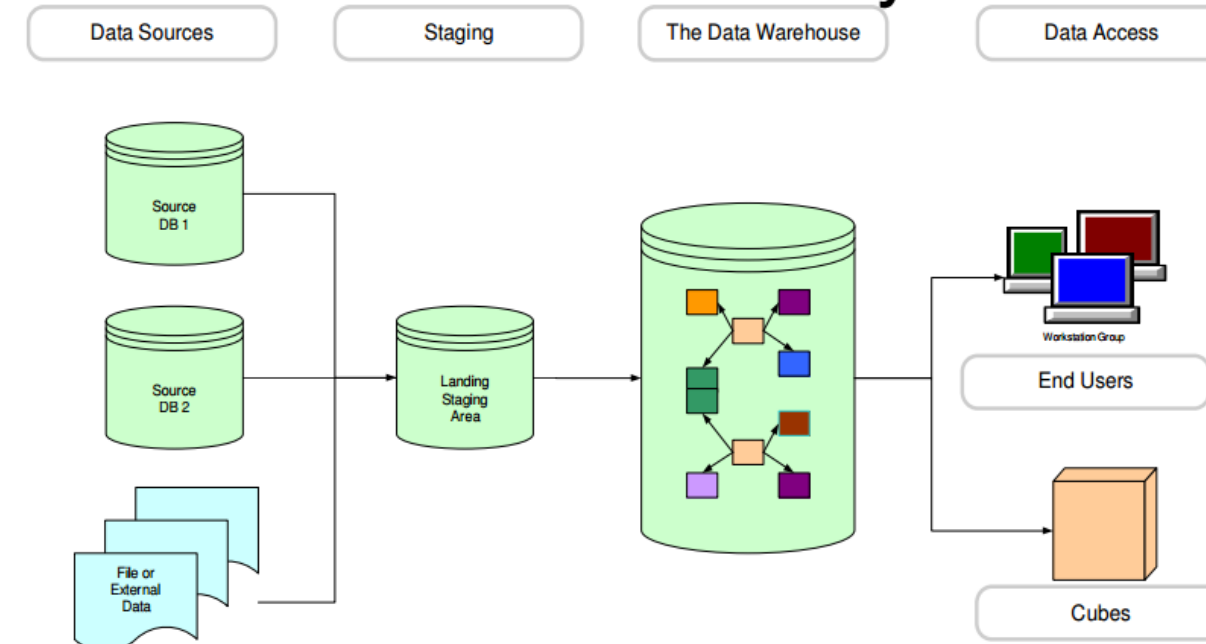 Data Sources
Staging
The Data Warehouse
Data Access
Source
DB 1
Source
DB 2
Landing
Staging
Area
File or
External
Data
Workstation Group
End Users
Cubes